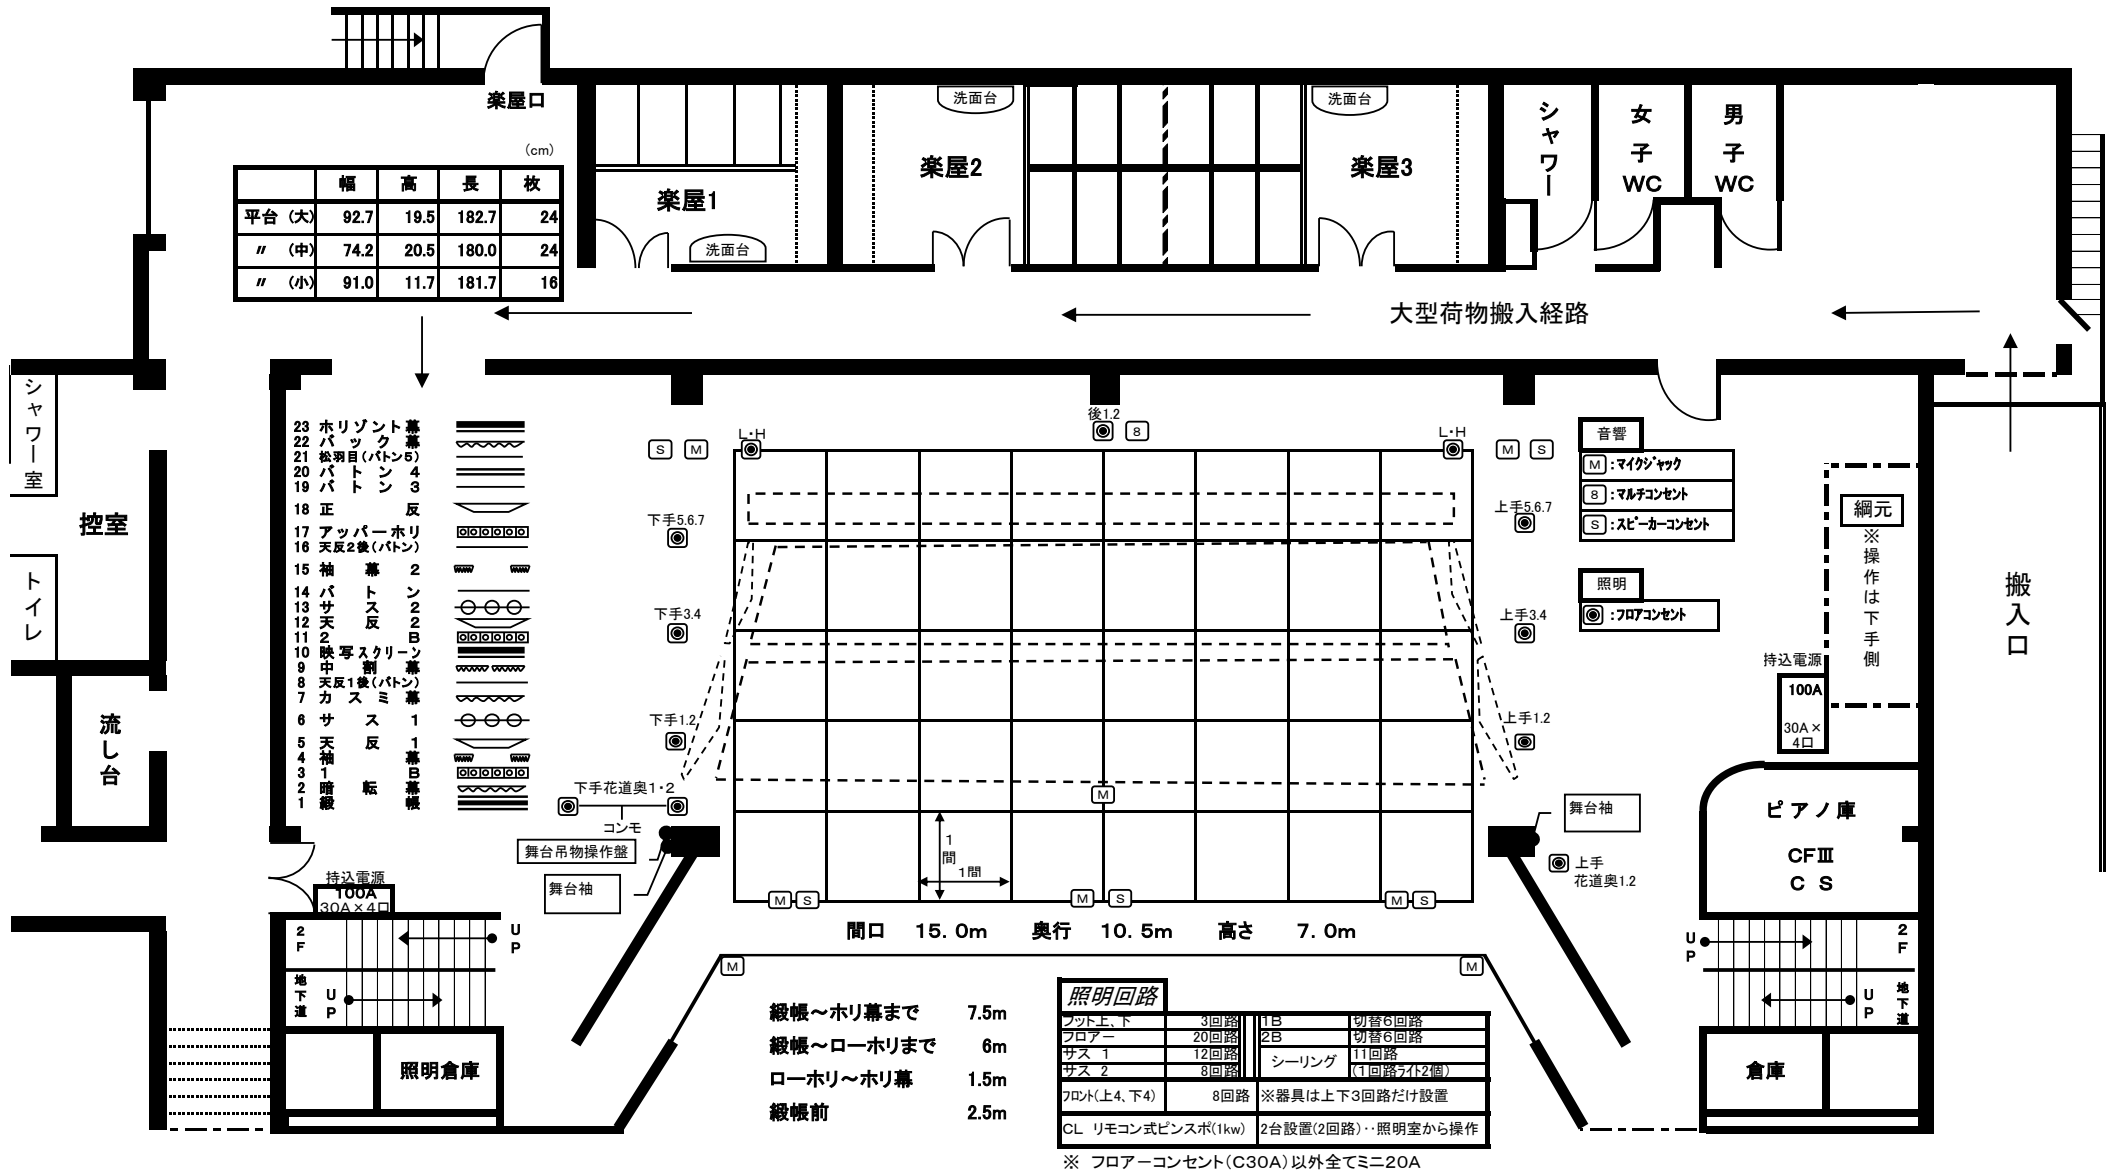 楽屋口
(cm)
幅 高 長 枚
平台(大) 92.7 19.5 182.7 24
〃 (中) 74.2 20.5 180.0 24
〃 (小) 91.0 11.7 181.7 16
楽屋1
洗面台
洗面台
楽屋2
洗面台
楽屋3
シャワー
女子WC
男子WC
大型荷物搬入経路
シャワー室
控室
トイレ
流し台
23 ホリゾント幕
22 バック幕
21 松羽目(バトン5)
20 バトン4
19 バトン3
18 正反
17 アッパーホリ
16 天反2後(バトン)
15 袖幕2
14 バトン
13 サス2
12 天反2
11 2B
10 映写スクリーン
9 中割幕
8 天反1後(バトン)
7 カスミ幕
6 サス1
5 天反1
4 袖幕
3 1B
2 暗転幕
1 緞帳
後1.2
8
S M L・H
L・H M S
下手5.6.7
下手3.4
下手1.2
下手花道奥1・2
コンモ
舞台吊物操作盤
舞台袖
上手5.6.7
上手3.4
上手1.2
舞台袖
上手
花道奥1.2
音響
M :マイクジャック
8 :マルチコンセント
S :スピーカーコンセント
照明
:フロアコンセント
綱元
※操作は下手側
持込電源
100A
30A×
4口
搬入口
ピアノ庫
CFⅢ
CS
M
1間
1間
M S
M S
M S
間口 15.0m 奥行 10.5m 高さ 7.0m
M
M
持込電源
100A
30A×4口
2F
UP
地下道
UP
照明倉庫
UP
2F
UP
地下道
倉庫
緞帳～ホリ幕まで 7.5m
緞帳～ローホリまで 6m
ローホリ～ホリ幕 1.5m
緞帳前 2.5m
照明回路
フット上、下 3回路 1B 切替6回路
フロアー 20回路 2B 切替6回路
サス 1 12回路 シーリング 11回路
サス 2 8回路 (1回路ライト2個)
フロント(上4、下4) 8回路 ※器具は上下3回路だけ設置
CL リモコン式ピンスポ(1kw) 2台設置(2回路)‥照明室から操作
※ フロアーコンセント(C30A)以外全てミニ20A